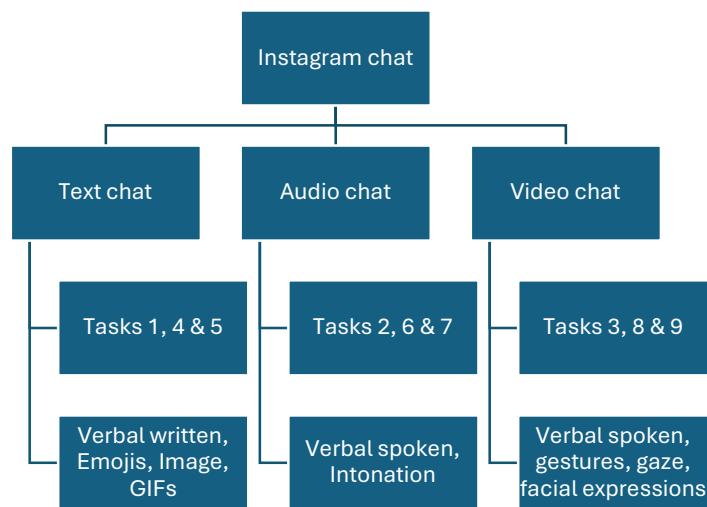 Instagram chat
Text chat
Audio chat
Video chat
Tasks 1, 4 & 5
Tasks 2, 6 & 7
Tasks 3, 8 & 9
Verbal written,
Emojis, Image,
GIFs
Verbal spoken,
Intonation
Verbal spoken,
gestures, gaze,
facial expressions